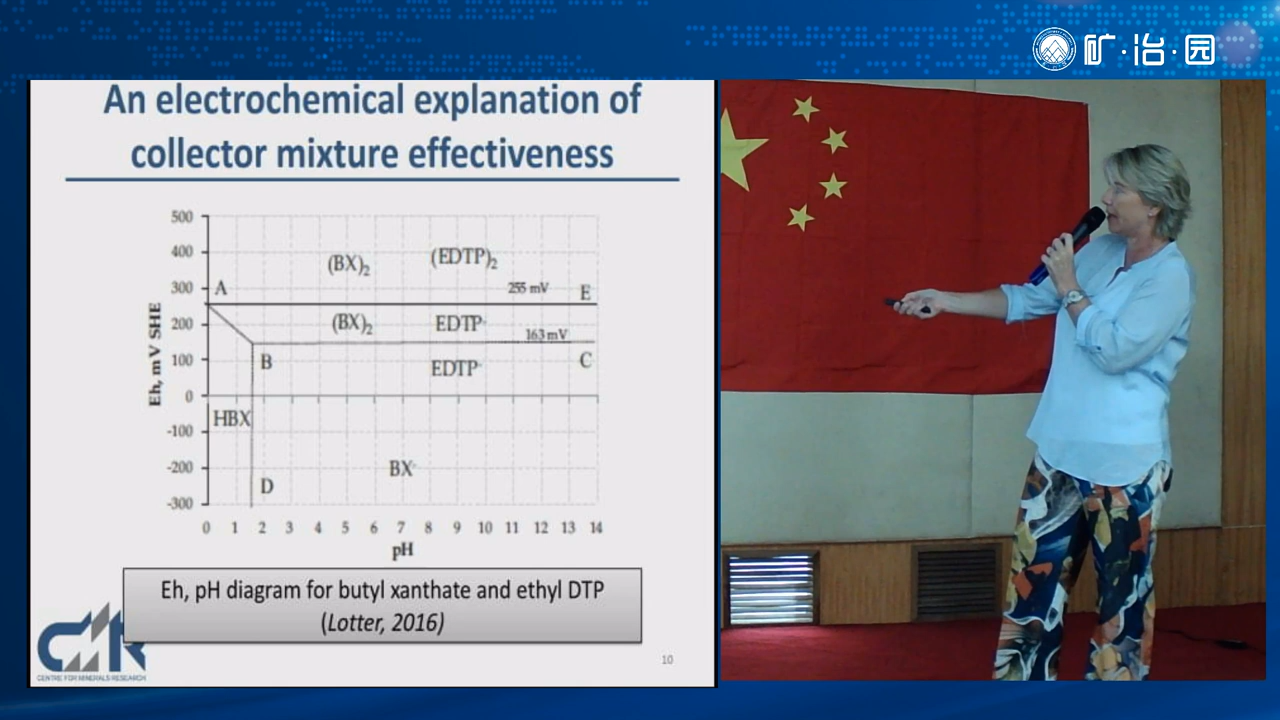 矿·冶·园
An electrochemical explanation of
collector mixture effectiveness
500
400
300
200
100
0
-100
-200
-300
Eh, mV SHE
(BX)2
(EDTP)2
A
255 mV
E
(BX)2
EDTP-
163 mV
B
EDTP-
C
HBX
BX-
D
0 1 2 3 4 5 6 7 8 9 10 11 12 13 14
pH
Eh, pH diagram for butyl xanthate and ethyl DTP
(Lotter, 2016)
CMR
CENTRE FOR MINERALS RESEARCH
10